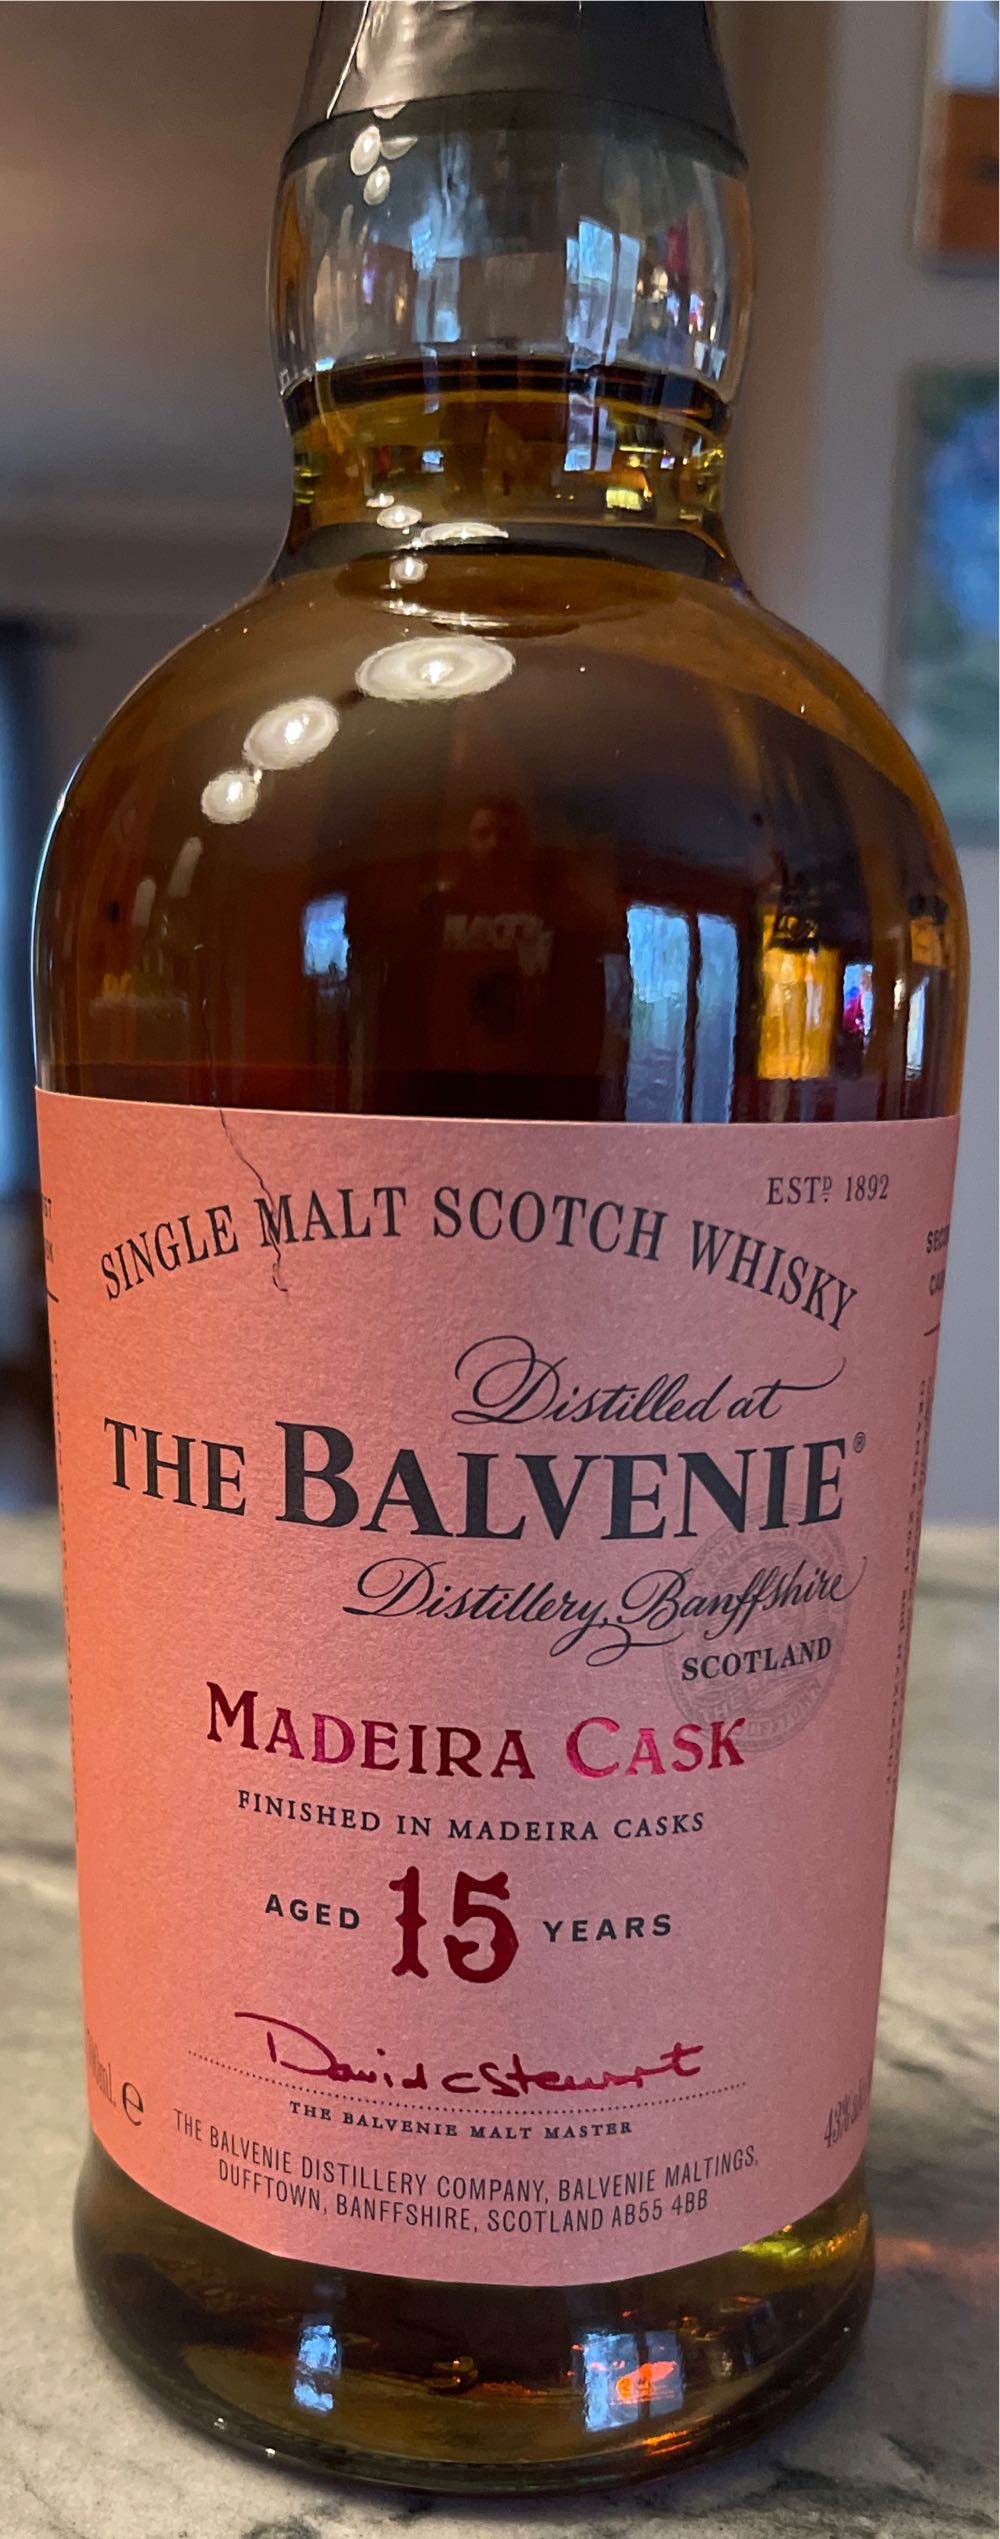 ESTD. 1892
SINGLE MALT SCOTCH WHISKY
Distilled at
THE BALVENIE®
Distillery, Banffshire
SCOTLAND
MADEIRA CASK
FINISHED IN MADEIRA CASKS
AGED 15 YEARS
David C Stewart
THE BALVENIE MALT MASTER
ml e
43%
THE BALVENIE DISTILLERY COMPANY, BALVENIE MALTINGS,
DUFFTOWN, BANFFSHIRE, SCOTLAND AB55 4BB